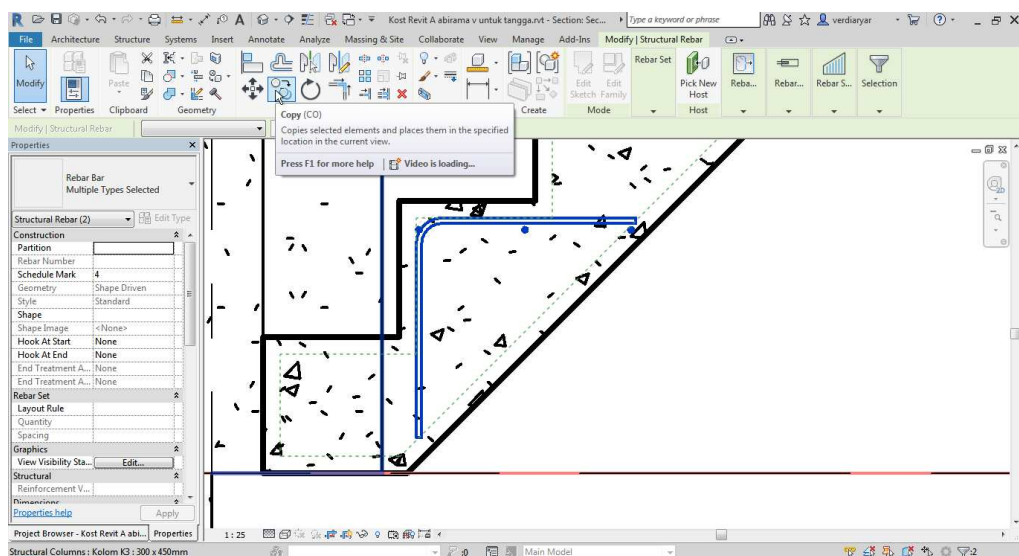 Kost Revit A abirama v untuk tangga.rvt - Section: Sec...
Type a keyword or phrase
verdiaryar
File Architecture Structure Systems Insert Annotate Analyze Massing & Site Collaborate View Manage Add-Ins Modify | Structural Rebar
Modify
Properties
Paste
Edit Sketch
Edit Family
Rebar Set
Pick New Host
Reba...
Rebar...
Rebar S...
Selection
Select Properties Clipboard Geometry Create Mode Host
Modify | Structural Rebar
Copy (CO)
Copies selected elements and places them in the specified
location in the current view.
Press F1 for more help Video is loading...
Properties
Rebar Bar
Multiple Types Selected
Structural Rebar (2) Edit Type
Construction
Partition
Rebar Number
Schedule Mark 4
Geometry Shape Driven
Style Standard
Shape
Shape Image <None>
Hook At Start None
Hook At End None
End Treatment A... None
End Treatment A... None
Rebar Set
Layout Rule
Quantity
Spacing
Graphics
View Visibility Sta... Edit...
Structural
Reinforcement V...
Dimensions
Properties help Apply
Project Browser - Kost Revit A abi... Properties
1 : 25
Structural Columns : Kolom K3 : 300 x 450mm
:0
Main Model
:2